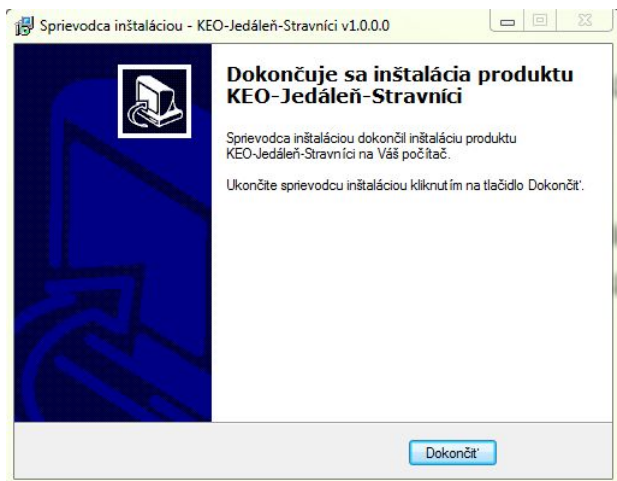 Sprievodca inštaláciou - KEO-Jedáleň-Stravníci v1.0.0.0
Dokončuje sa inštalácia produktu
KEO-Jedáleň-Stravníci
Sprievodca inštaláciou dokončil inštaláciu produktu
KEO-Jedáleň-Stravníci na Váš počítač.
Ukončite sprievodcu inštaláciou kliknutím na tlačidlo Dokončiť.
Dokončiť